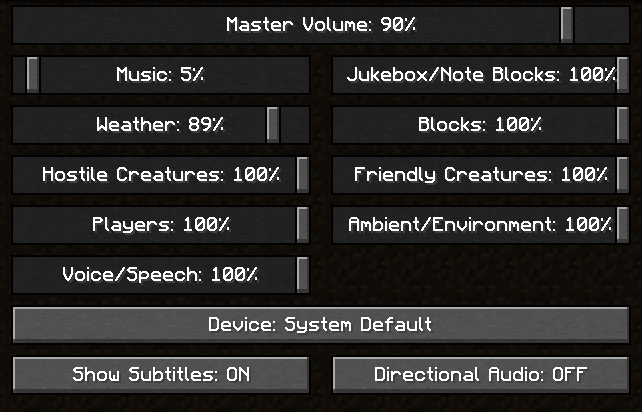 Master Volume: 90%
Music: 5%
Jukebox/Note Blocks: 100%
Weather: 89%
Blocks: 100%
Hostile Creatures: 100%
Friendly Creatures: 100%
Players: 100%
Ambient/Environment: 100%
Voice/Speech: 100%
Device: System Default
Show Subtitles: ON
Directional Audio: OFF